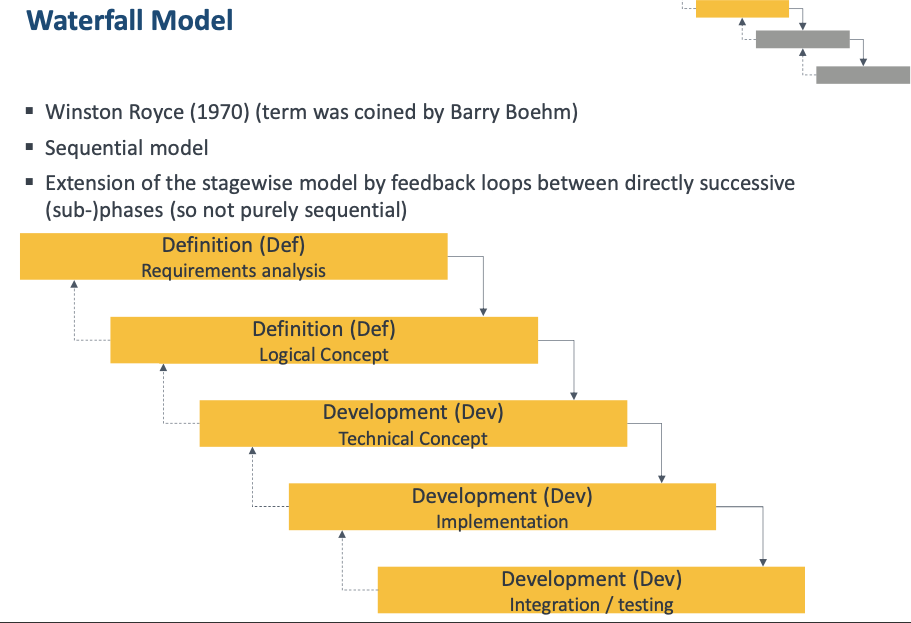 Waterfall Model
Winston Royce (1970) (term was coined by Barry Boehm)
Sequential model
Extension of the stagewise model by feedback loops between directly successive
(sub-)phases (so not purely sequential)
Definition (Def)
Requirements analysis
Definition (Def)
Logical Concept
Development (Dev)
Technical Concept
Development (Dev)
Implementation
Development (Dev)
Integration / testing